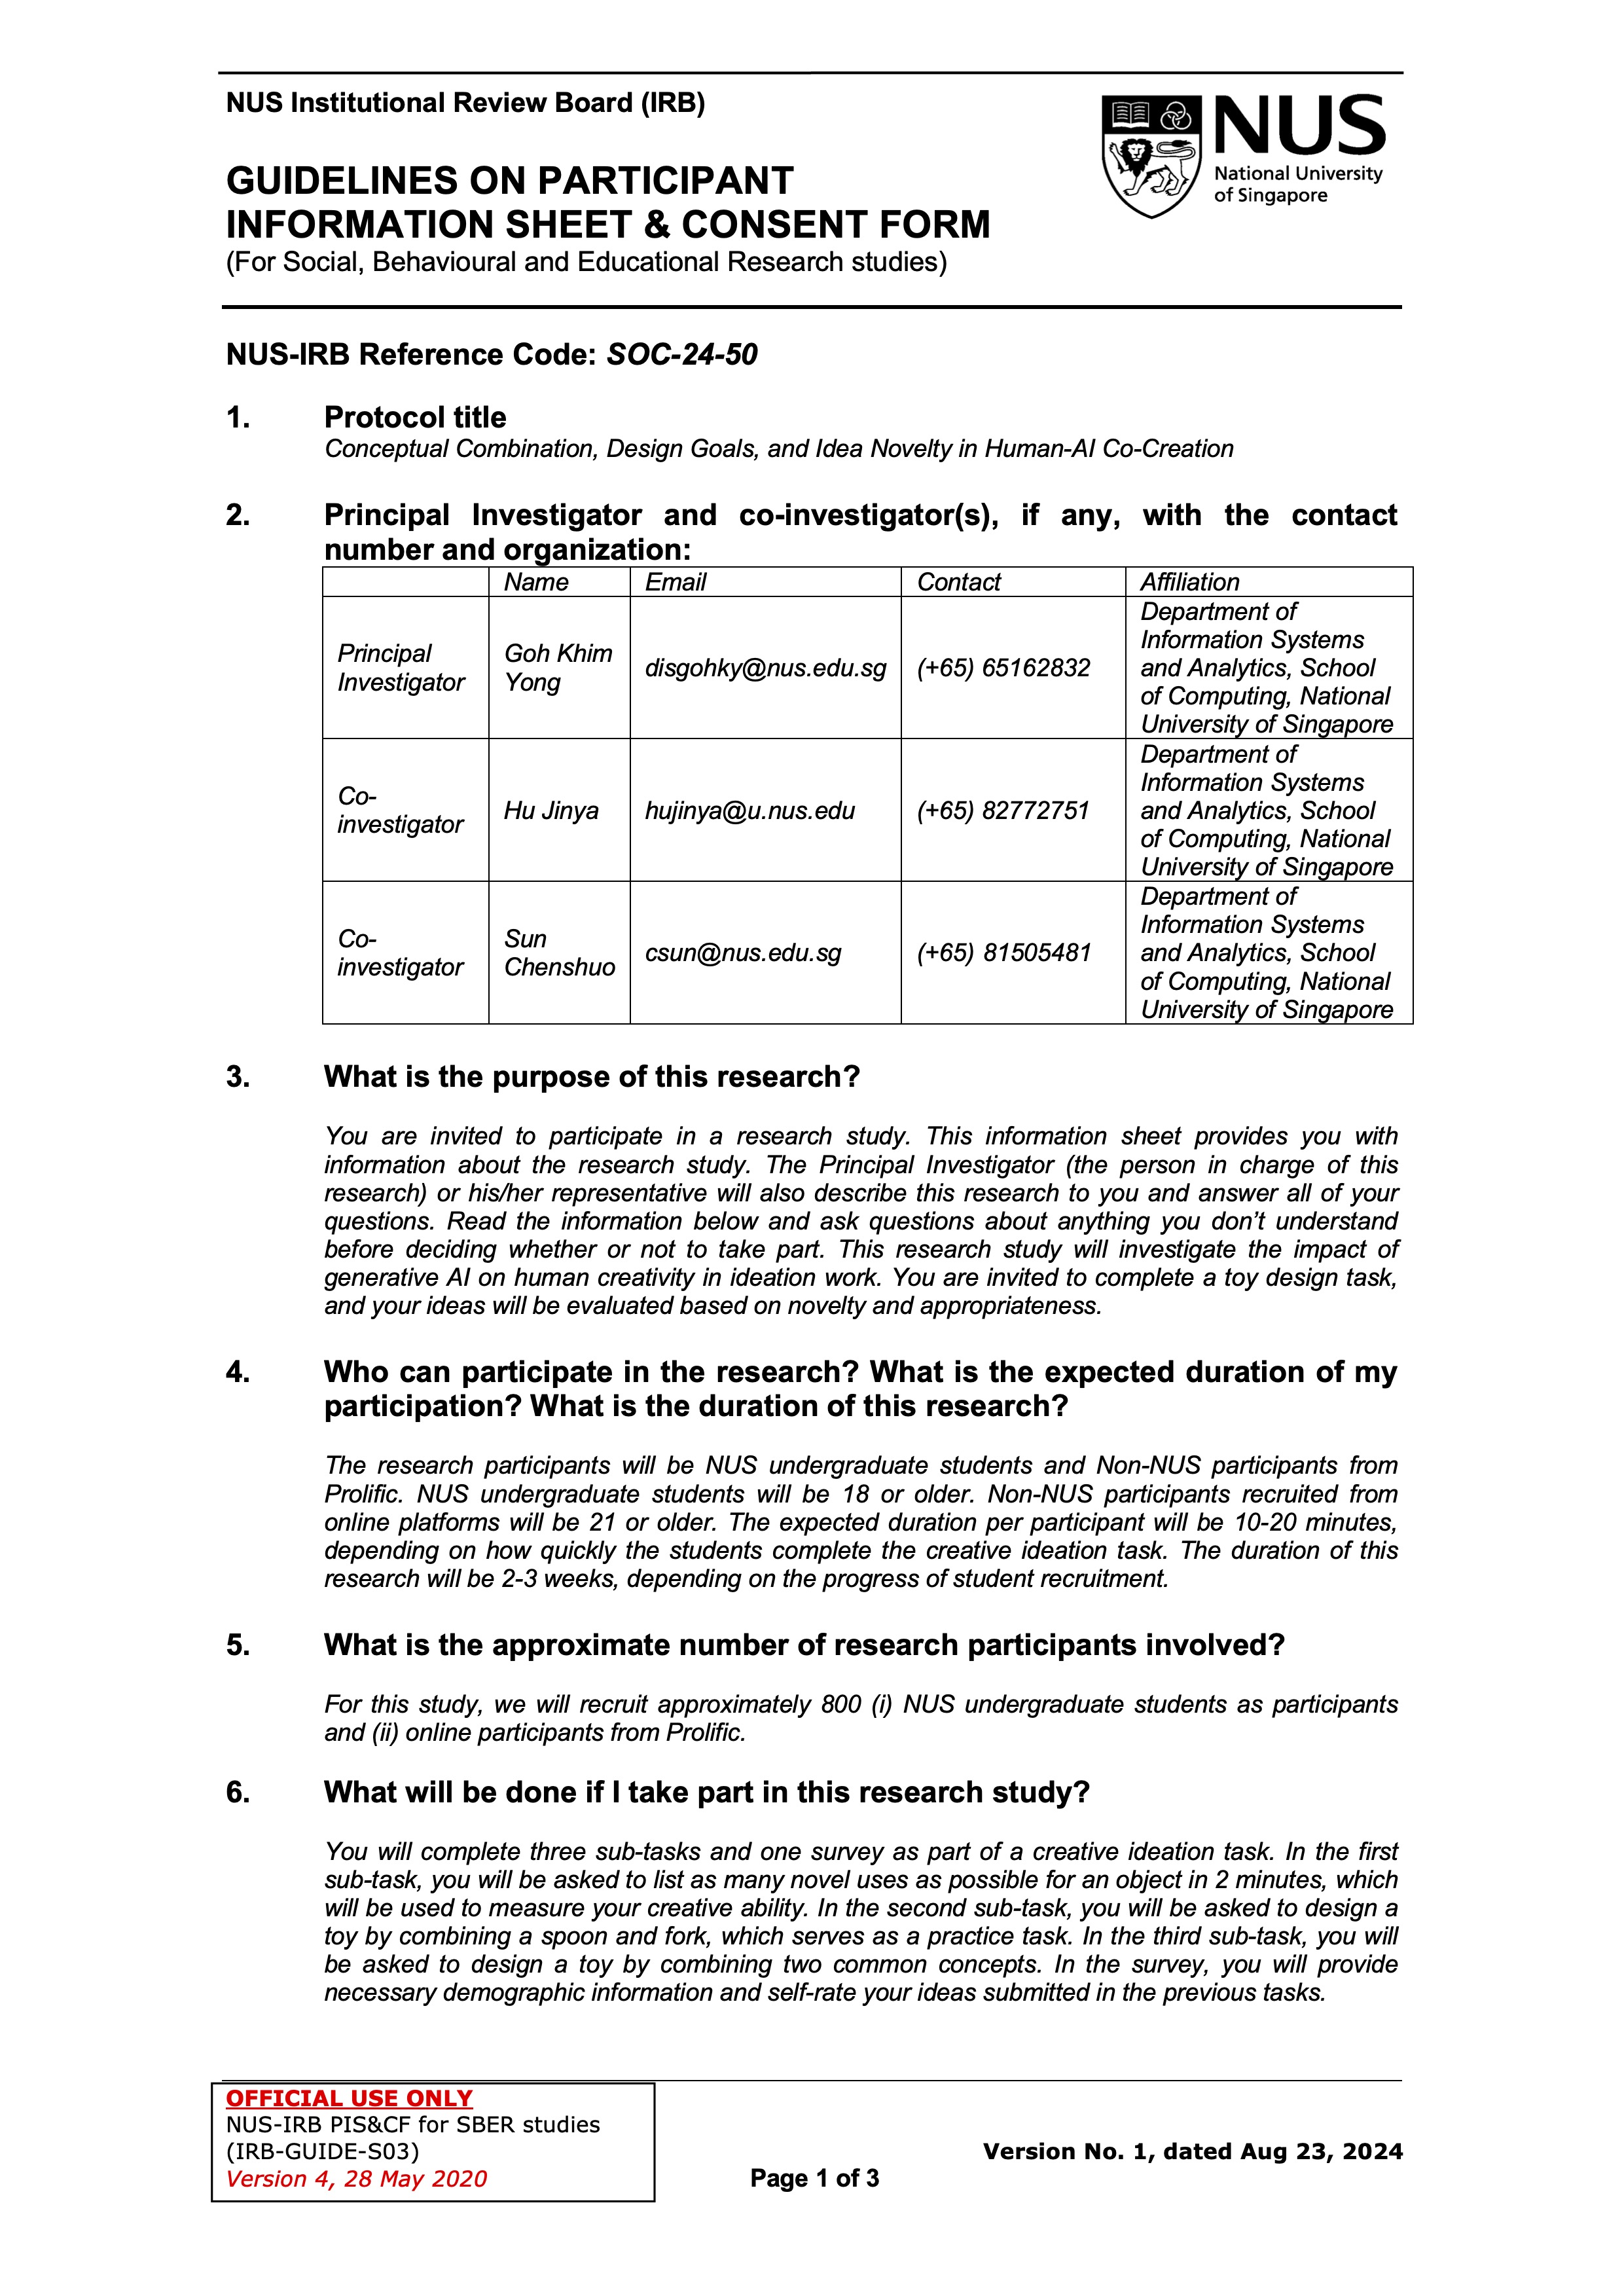 NUS Institutional Review Board (IRB)
NUS
National University
of Singapore
GUIDELINES ON PARTICIPANT
INFORMATION SHEET & CONSENT FORM
(For Social, Behavioural and Educational Research studies)
NUS-IRB Reference Code: SOC-24-50
1. Protocol title
Conceptual Combination, Design Goals, and Idea Novelty in Human-AI Co-Creation
2. Principal Investigator and co-investigator(s), if any, with the contact
number and organization:
Name Email Contact Affiliation
Principal
Investigator
Goh Khim
Yong
disgohky@nus.edu.sg
(+65) 65162832
Department of
Information Systems
and Analytics, School
of Computing, National
University of Singapore
Co-
investigator
Hu Jinya
hujinya@u.nus.edu
(+65) 82772751
Department of
Information Systems
and Analytics, School
of Computing, National
University of Singapore
Co-
investigator
Sun
Chenshuo
csun@nus.edu.sg
(+65) 81505481
Department of
Information Systems
and Analytics, School
of Computing, National
University of Singapore
3. What is the purpose of this research?
You are invited to participate in a research study. This information sheet provides you with
information about the research study. The Principal Investigator (the person in charge of this
research) or his/her representative will also describe this research to you and answer all of your
questions. Read the information below and ask questions about anything you don’t understand
before deciding whether or not to take part. This research study will investigate the impact of
generative AI on human creativity in ideation work. You are invited to complete a toy design task,
and your ideas will be evaluated based on novelty and appropriateness.
4. Who can participate in the research? What is the expected duration of my
participation? What is the duration of this research?
The research participants will be NUS undergraduate students and Non-NUS participants from
Prolific. NUS undergraduate students will be 18 or older. Non-NUS participants recruited from
online platforms will be 21 or older. The expected duration per participant will be 10-20 minutes,
depending on how quickly the students complete the creative ideation task. The duration of this
research will be 2-3 weeks, depending on the progress of student recruitment.
5. What is the approximate number of research participants involved?
For this study, we will recruit approximately 800 (i) NUS undergraduate students as participants
and (ii) online participants from Prolific.
6. What will be done if I take part in this research study?
You will complete three sub-tasks and one survey as part of a creative ideation task. In the first
sub-task, you will be asked to list as many novel uses as possible for an object in 2 minutes, which
will be used to measure your creative ability. In the second sub-task, you will be asked to design a
toy by combining a spoon and fork, which serves as a practice task. In the third sub-task, you will
be asked to design a toy by combining two common concepts. In the survey, you will provide
necessary demographic information and self-rate your ideas submitted in the previous tasks.
OFFICIAL USE ONLY
NUS-IRB PIS&CF for SBER studies
(IRB-GUIDE-S03)
Version 4, 28 May 2020
Page 1 of 3
Version No. 1, dated Aug 23, 2024